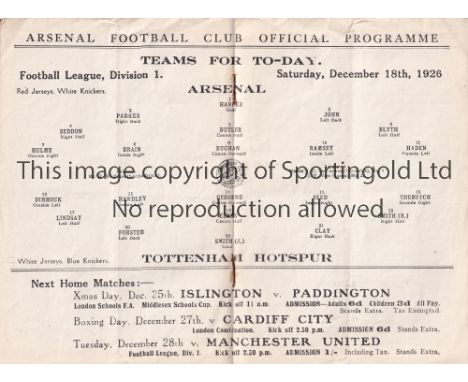 ARSENAL FOOTBALL CLUB OFFICIAL PROGRAMME
TEAMS FOR TO-DAY.
Football League, Division 1. Saturday, December 18th, 1926
Red Jerseys. White Knickers. ARSENAL
HARPER
Goal
PARKER JOHN
Right Back Left Back
SEDDON BUTLER BLYTH
Right Half Centre Half Left Half
HULME BRAIN BUCHAN RAMSEY HADEN
Outside Right Inside Right Inside Left Outside Left
This image is copyright of Sportingold Ltd
DIMMOCK HANDLEY OSBORNE SEED THOMPSON
Outside Left Inside Left
No reproduction allowed.
LINDSAY SMITH (B.)
Left Half Right Half
FORSTER CLAY
Left Back Right Back
SMITH (J.)
Goal
White Jerseys. Blue Knickers. TOTTENHAM HOTSPUR
Next Home Matches:—
Xmas Day. Dec. 25th. ISLINGTON v. PADDINGTON
London Schools F.A. Middlesex Schools Cup. Kick off 11 a.m. ADMISSION—Adults 6d Children 3d All Pay.
Stands Extra. Tax Exempted.
Boxing Day. December 27th v. CARDIFF CITY
London Combination. Kick off 2.30 p.m. ADMISSION 6d Stands Extra.
Tuesday, December 28th v. MANCHESTER UNITED
Football League, Div. 1. Kick off 2.30 p.m. ADMISSION 1/- Including Tax. Stands Extra.